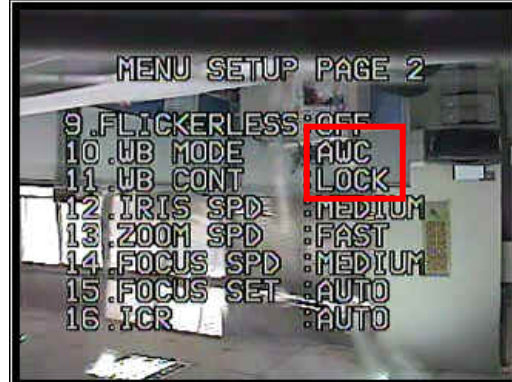 MENU SETUP PAGE 2
9.FLICKERLESS:OFF
10.WB MODE :AWC
11.WB CONT :LOCK
12.IRIS SPD :MEDIUM
13.ZOOM SPD :FAST
14.FOCUS SPD :MEDIUM
15.FOCUS SET :AUTO
16.ICR :AUTO